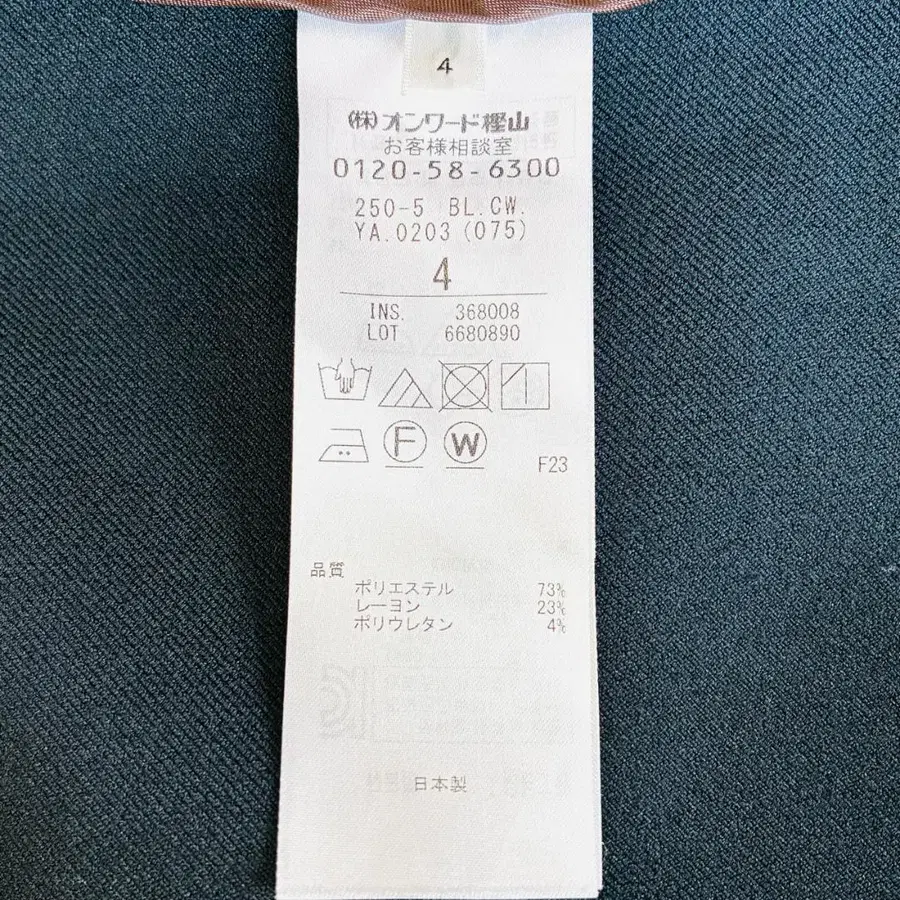 4
(株)オンワード樫山
お客様相談室
0120-58-6300
250-5 BL.CW.
YA.0203(075)
4
INS. 368008
LOT 6680890
F W
F23
品質
ポリエステル 73%
レーヨン 23%
ポリウレタン 4%
日本製